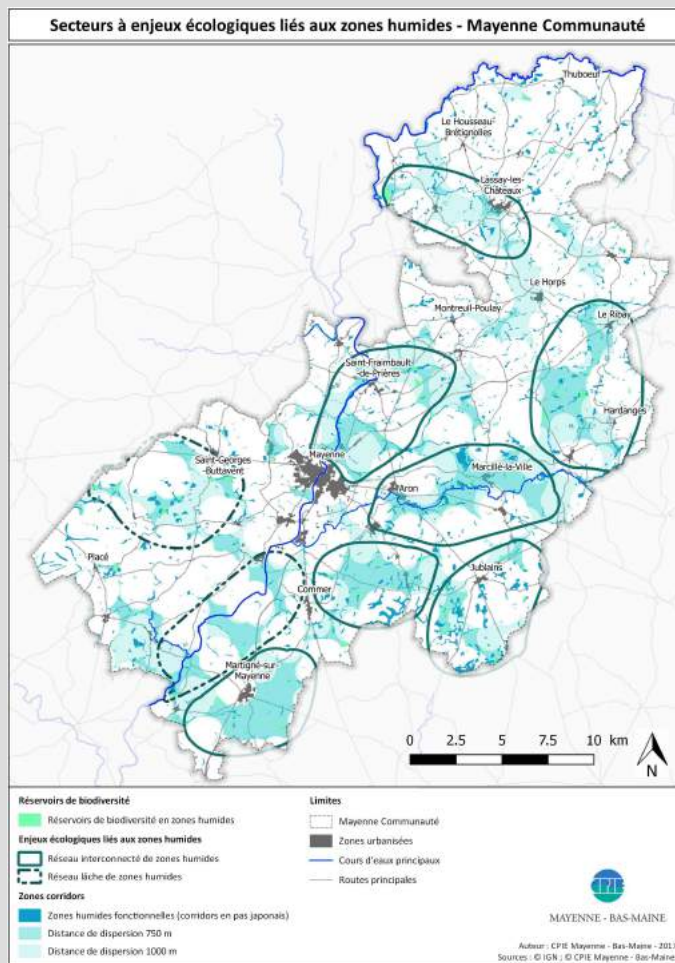 Secteurs à enjeux écologiques liés aux zones humides - Mayenne Communauté
Thuboeuf
Le Housseau-
Brétignolles
Lassay-les-
Châteaux
Le Horps
Montreuil-Poulay
Le Ribay
Saint-Fraimbault
-de-Prières
Hardanges
Saint-Georges-
Buttavent
Mayenne
Marcillé-la-Ville
Aron
Placé
Jublains
Commer
Martigné-sur-
Mayenne
0 2.5 5 7.5 10 km
N
Réservoirs de biodiversité
Réservoirs de biodiversité en zones humides
Enjeux écologiques liés aux zones humides
Réseau interconnecté de zones humides
Réseau lâche de zones humides
Zones corridors
Zones humides fonctionnelles (corridors en pas japonais)
Distance de dispersion 750 m
Distance de dispersion 1000 m
Limites
Mayenne Communauté
Zones urbanisées
Cours d'eaux principaux
Routes principales
CPIE
MAYENNE - BAS-MAINE
Auteur : CPIE Mayenne - Bas-Maine - 201
Sources : © IGN ; © CPIE Mayenne - Bas-Maine